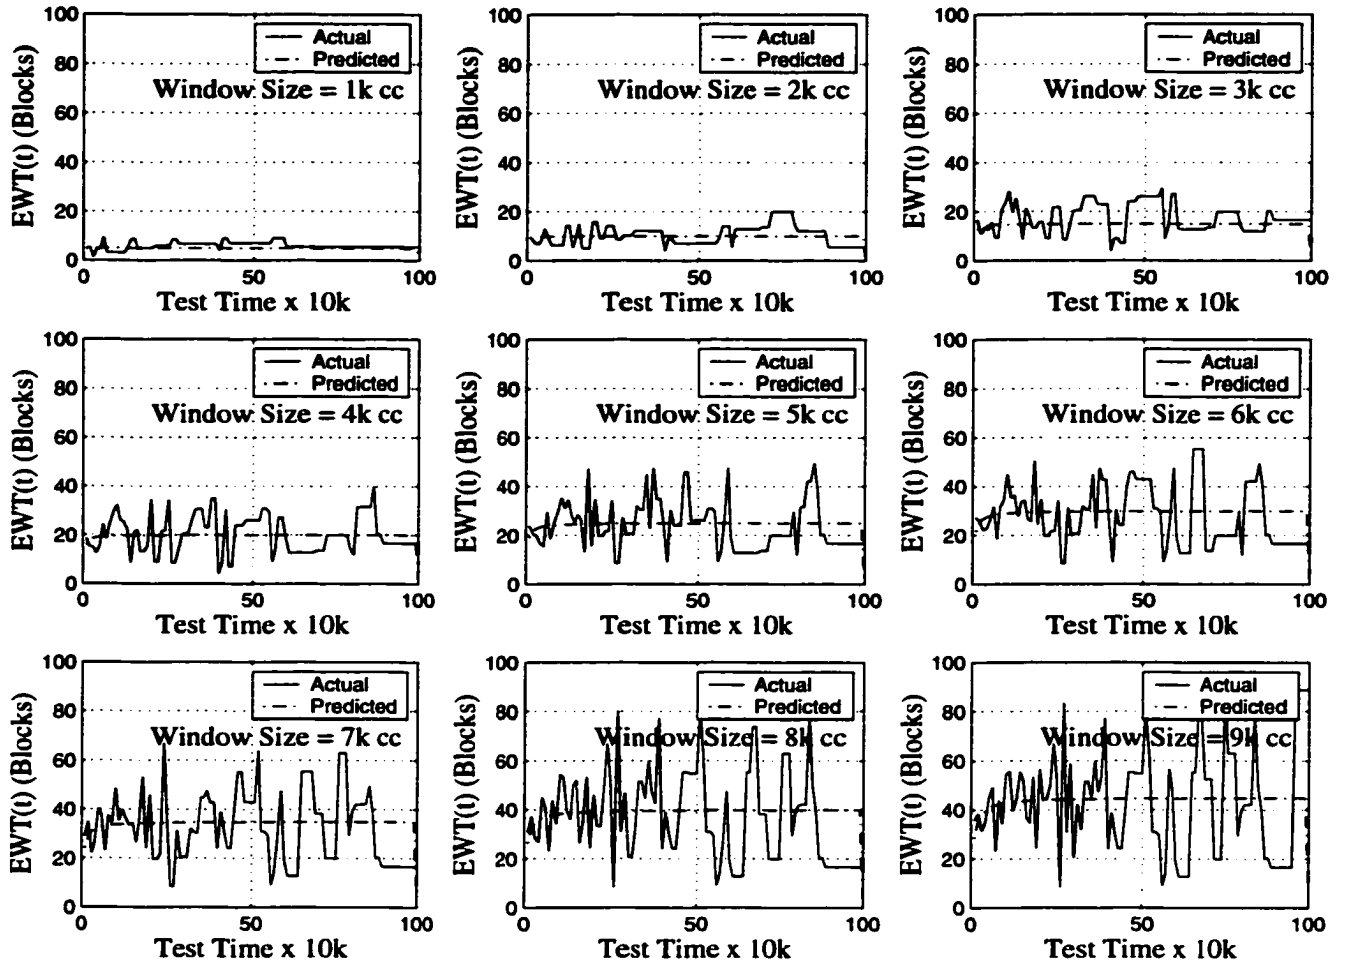 EWT(t) (Blocks)
100
80
60
40
20
0
Actual
Predicted
Window Size = 1k cc
0
50
100
Test Time x 10k
EWT(t) (Blocks)
100
80
60
40
20
0
Actual
Predicted
Window Size = 2k cc
0
50
100
Test Time x 10k
EWT(t) (Blocks)
100
80
60
40
20
0
Actual
Predicted
Window Size = 3k cc
0
50
100
Test Time x 10k
EWT(t) (Blocks)
100
80
60
40
20
0
Actual
Predicted
Window Size = 4k cc
0
50
100
Test Time x 10k
EWT(t) (Blocks)
100
80
60
40
20
0
Actual
Predicted
Window Size = 5k cc
0
50
100
Test Time x 10k
EWT(t) (Blocks)
100
80
60
40
20
0
Actual
Predicted
Window Size = 6k cc
0
50
100
Test Time x 10k
EWT(t) (Blocks)
100
80
60
40
20
0
Actual
Predicted
Window Size = 7k cc
0
50
100
Test Time x 10k
EWT(t) (Blocks)
100
80
60
40
20
0
Actual
Predicted
Window Size = 8k cc
0
50
100
Test Time x 10k
EWT(t) (Blocks)
100
80
60
40
20
0
Actual
Predicted
Window Size = 9k cc
0
50
100
Test Time x 10k